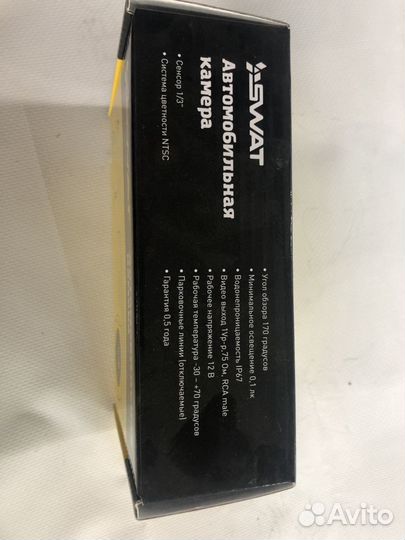 SWAT
Автомобильная
камера
• Сенсор 1/3"
• Система цветности NTSC
• Угол обзора 170 градусов
• Минимальное освещение 0,1 лк
• Водонепроницаемость IP67
• Видео выход 1Vp-p,75 Ом, RCA male
• Рабочее напряжение 12 В
• Рабочая температура -30 – +70 градусов
• Парковочные линии (отключаемые)
• Гарантия 0,5 года
Avito